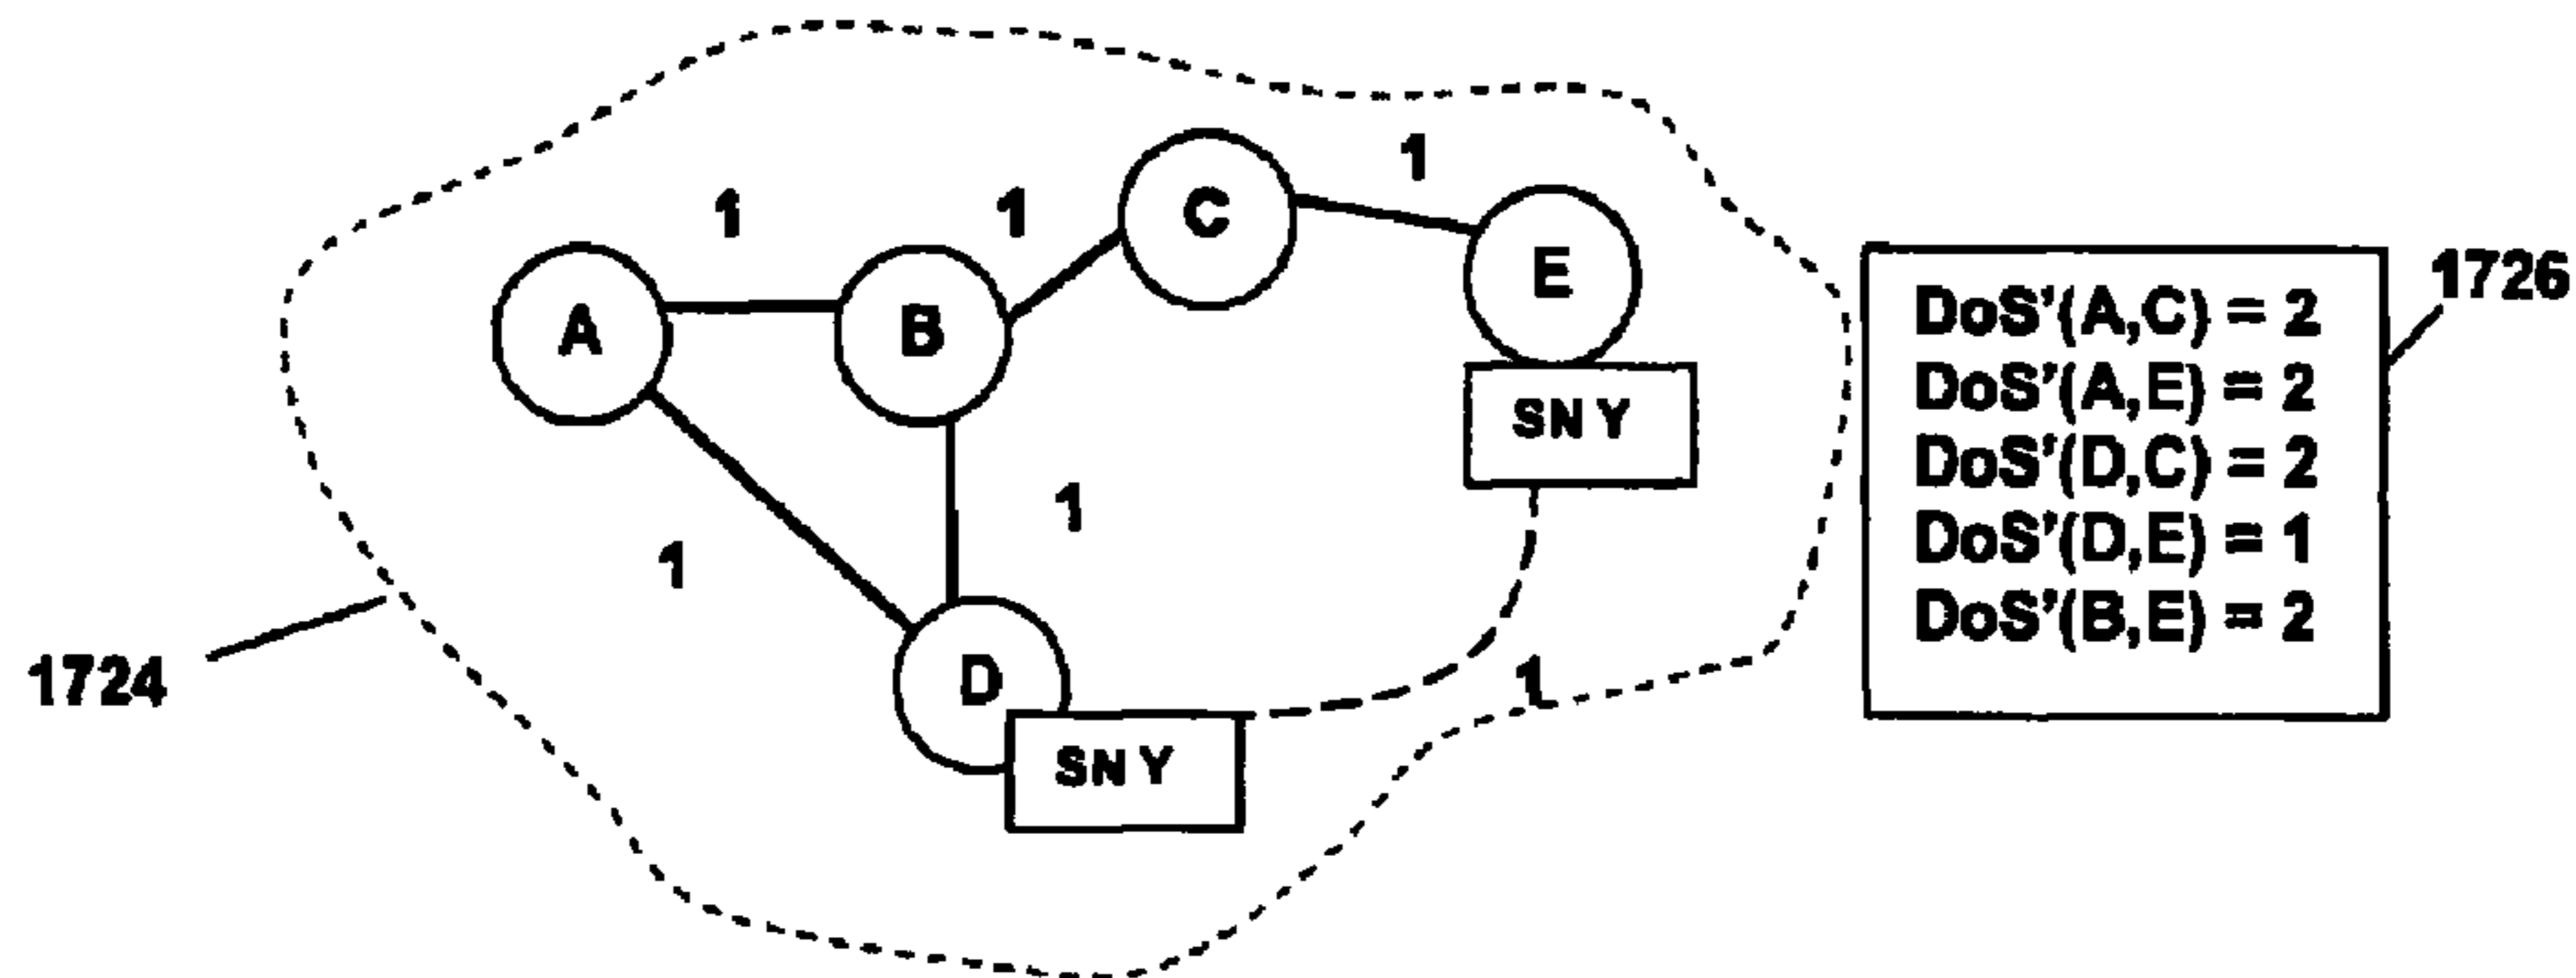 1
1
1
C
E
A
B
SN Y
1
1
D
SN Y
1
1724
1726
DoS'(A,C) = 2
DoS'(A,E) = 2
DoS'(D,C) = 2
DoS'(D,E) = 1
DoS'(B,E) = 2